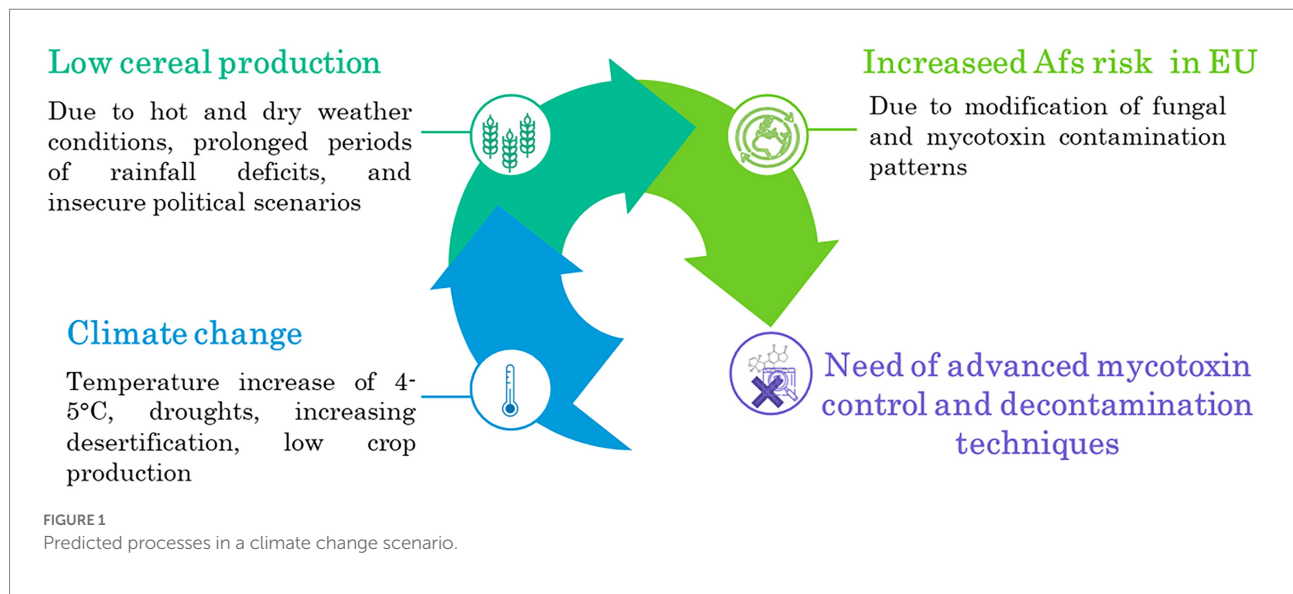 Low cereal production
Due to hot and dry weather
conditions, prolonged periods
of rainfall deficits, and
insecure political scenarios
Increaseed Afs risk in EU
Due to modification of fungal
and mycotoxin contamination
patterns
Climate change
Temperature increase of 4-
5°C, droughts, increasing
desertification, low crop
production
Need of advanced mycotoxin
control and decontamination
techniques
FIGURE 1
Predicted processes in a climate change scenario.